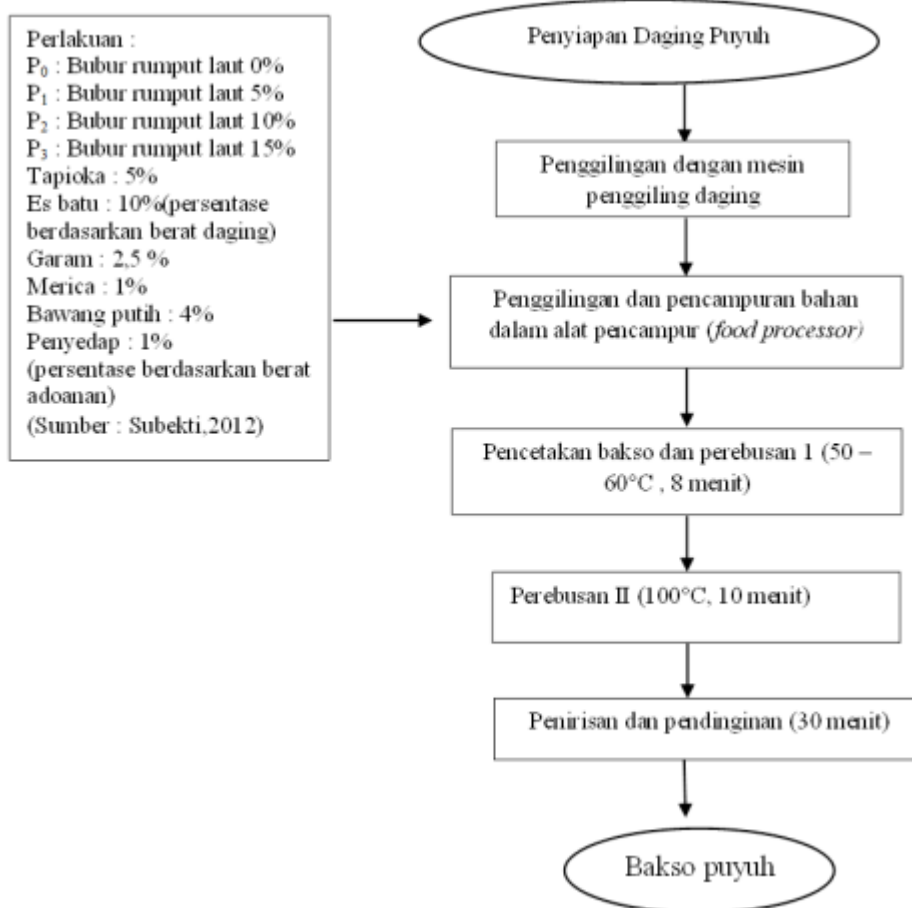 Perlakuan :
P₀ : Bubur rumput laut 0%
P₁ : Bubur rumput laut 5%
P₂ : Bubur rumput laut 10%
P₃ : Bubur rumput laut 15%
Tapioka : 5%
Es batu : 10%(persentase
berdasarkan berat daging)
Garam : 2,5 %
Merica : 1%
Bawang putih : 4%
Penyedap : 1%
(persentase berdasarkan berat
adoanan)
(Sumber : Subekti,2012)
Penyiapan Daging Puyuh
Penggilingan dengan mesin
penggiling daging
Penggilingan dan pencampuran bahan
dalam alat pencampur (food processor)
Pencetakan bakso dan perebusan 1 (50 –
60°C , 8 menit)
Perebusan II (100°C, 10 menit)
Penirisan dan pendinginan (30 menit)
Bakso puyuh